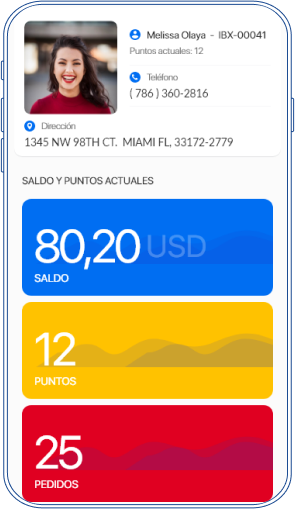 Melissa Olaya - IBX-00041
Puntos actuales: 12
Teléfono
( 786 ) 360-2816
Dirección
1345 NW 98TH CT. MIAMI FL, 33172-2779
SALDO Y PUNTOS ACTUALES
80,20 USD
SALDO
12
PUNTOS
25
PEDIDOS